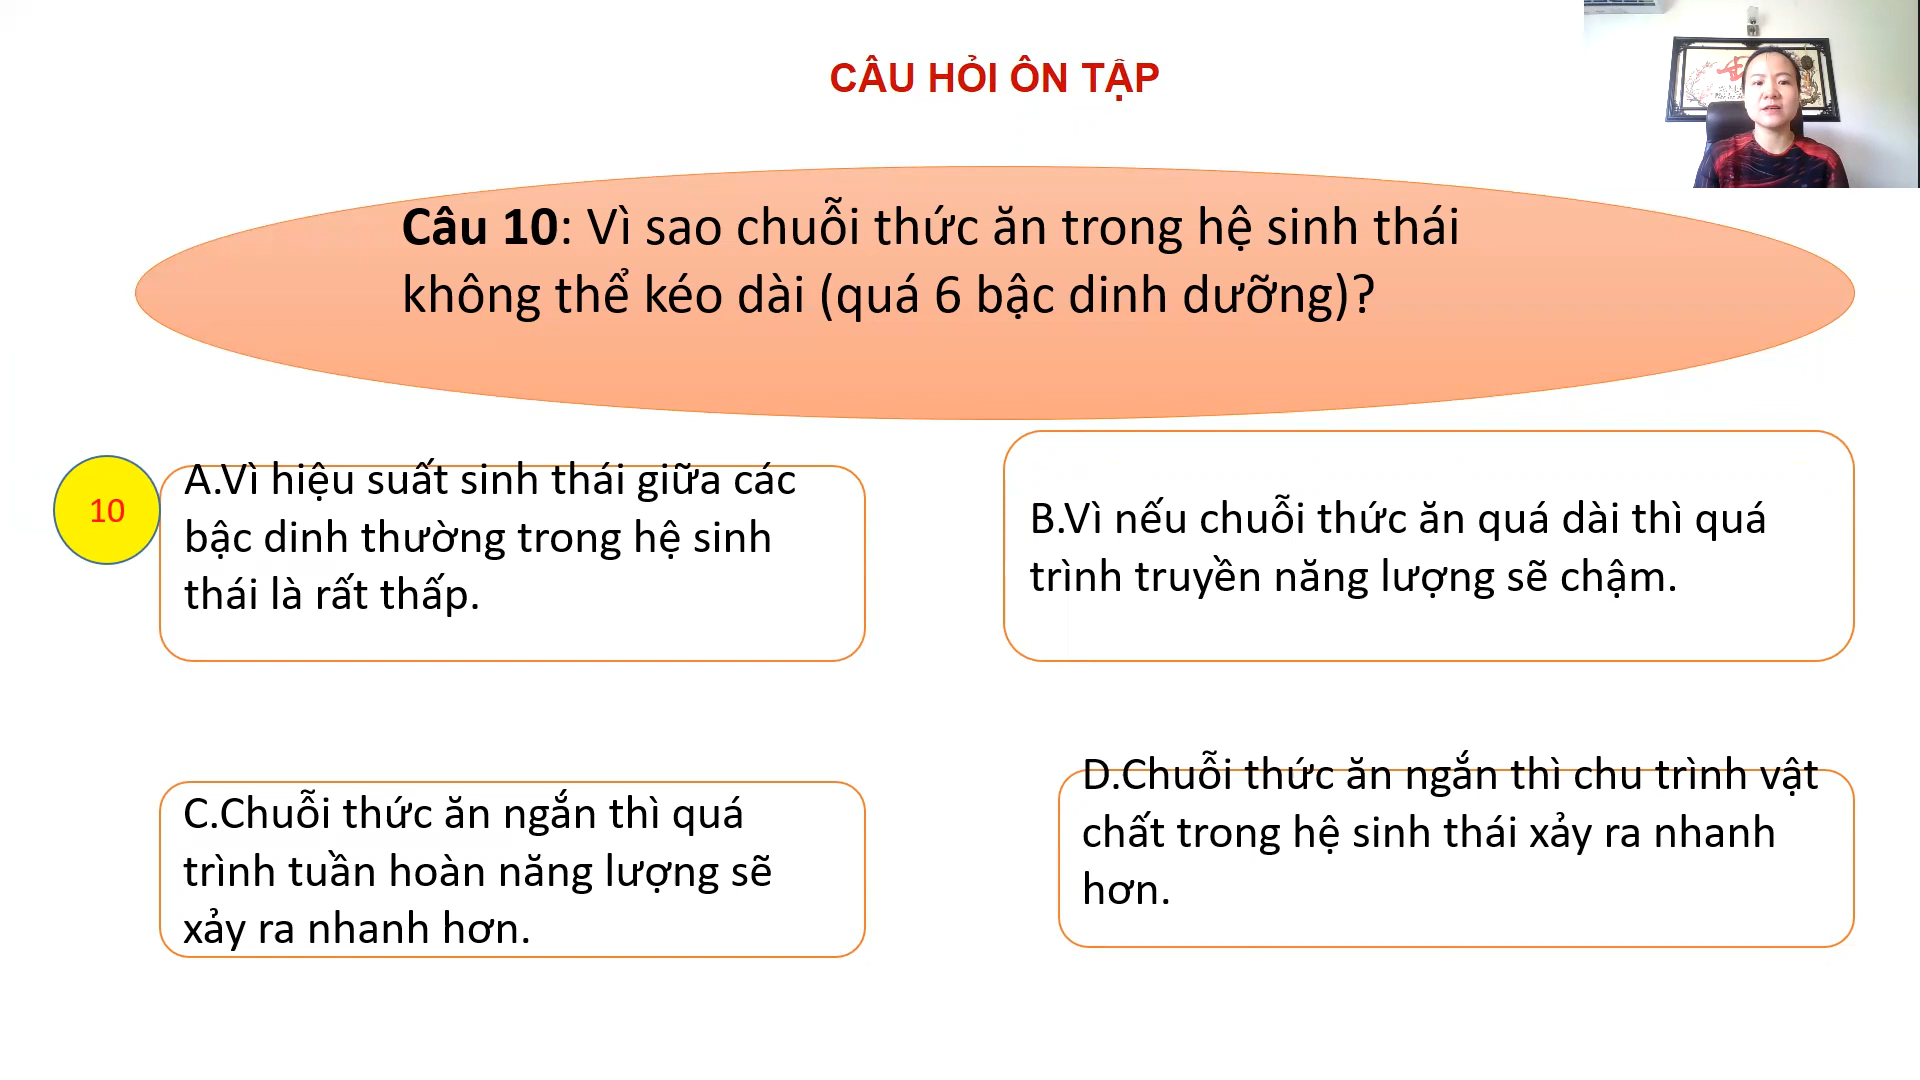 CÂU HỎI ÔN TẬP
Câu 10: Vì sao chuỗi thức ăn trong hệ sinh thái
không thể kéo dài (quá 6 bậc dinh dưỡng)?
10
A.Vì hiệu suất sinh thái giữa các
bậc dinh thường trong hệ sinh
thái là rất thấp.
B.Vì nếu chuỗi thức ăn quá dài thì quá
trình truyền năng lượng sẽ chậm.
C.Chuỗi thức ăn ngắn thì quá
trình tuần hoàn năng lượng sẽ
xảy ra nhanh hơn.
D.Chuỗi thức ăn ngắn thì chu trình vật
chất trong hệ sinh thái xảy ra nhanh
hơn.